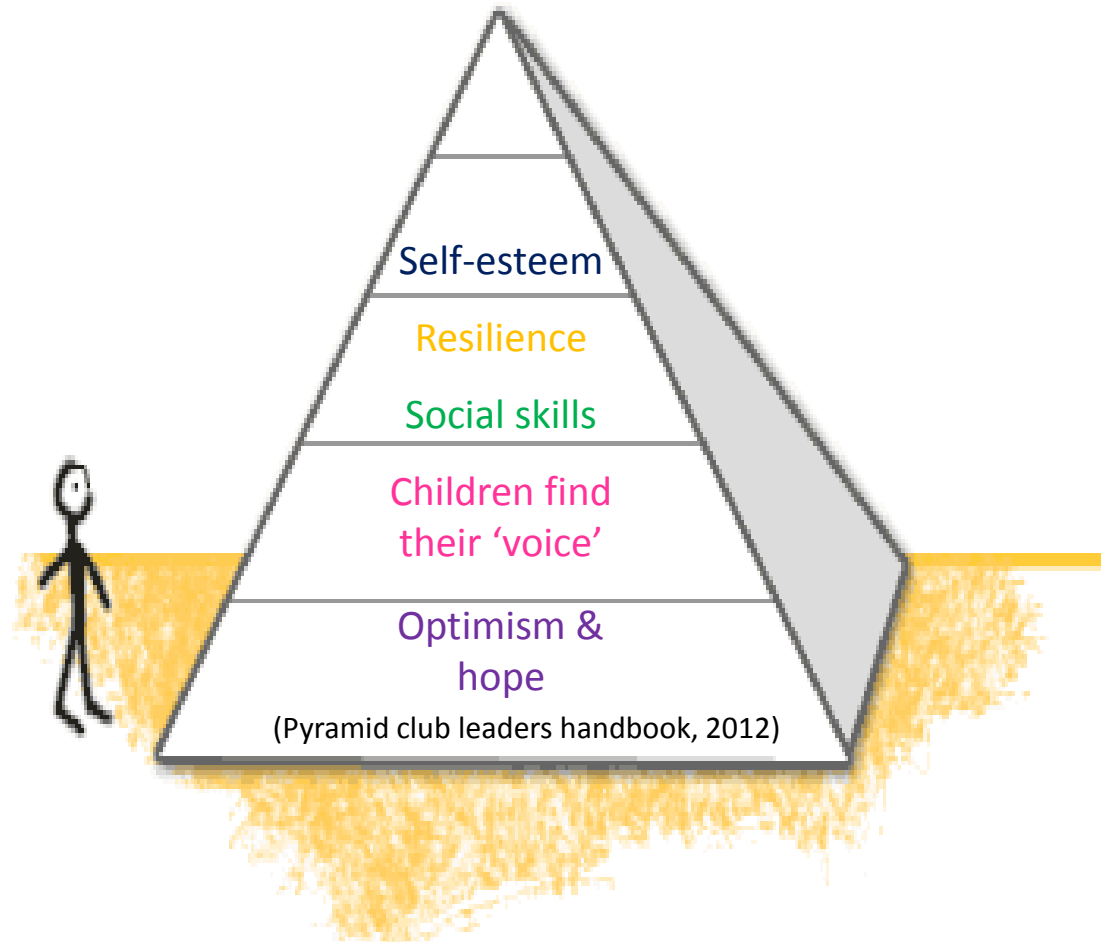 Self-esteem
Resilience
Social skills
Children find
their ‘voice’
Optimism &
hope
(Pyramid club leaders handbook, 2012)